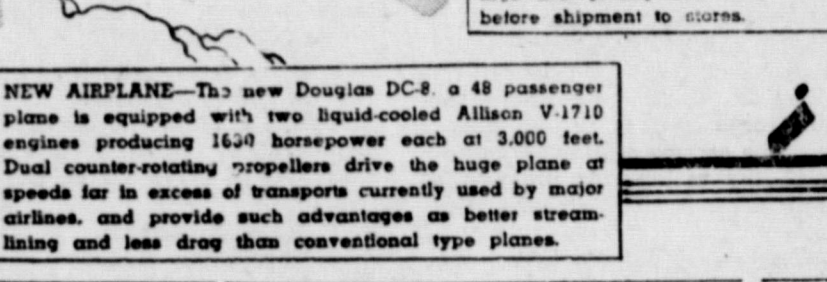 before shipment to stores.
NEW AIRPLANE—The new Douglas DC-8, a 48 passenger
plane is equipped with two liquid-cooled Allison V-1710
engines producing horsepower each at 3,000 feet.
Dual counter-rotating propellers drive the huge plane at
speeds far in excess of transports currently used by major
airlines, and provide such advantages as better stream-
lining and less drag than conventional type planes.